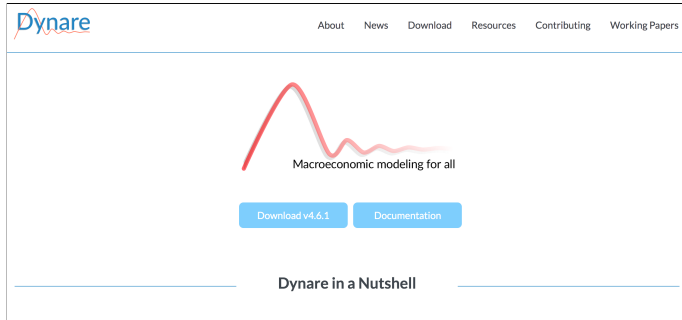 Dynare
About News Download Resources Contributing Working Papers
Macroeconomic modeling for all
Download v4.6.1 Documentation
Dynare in a Nutshell